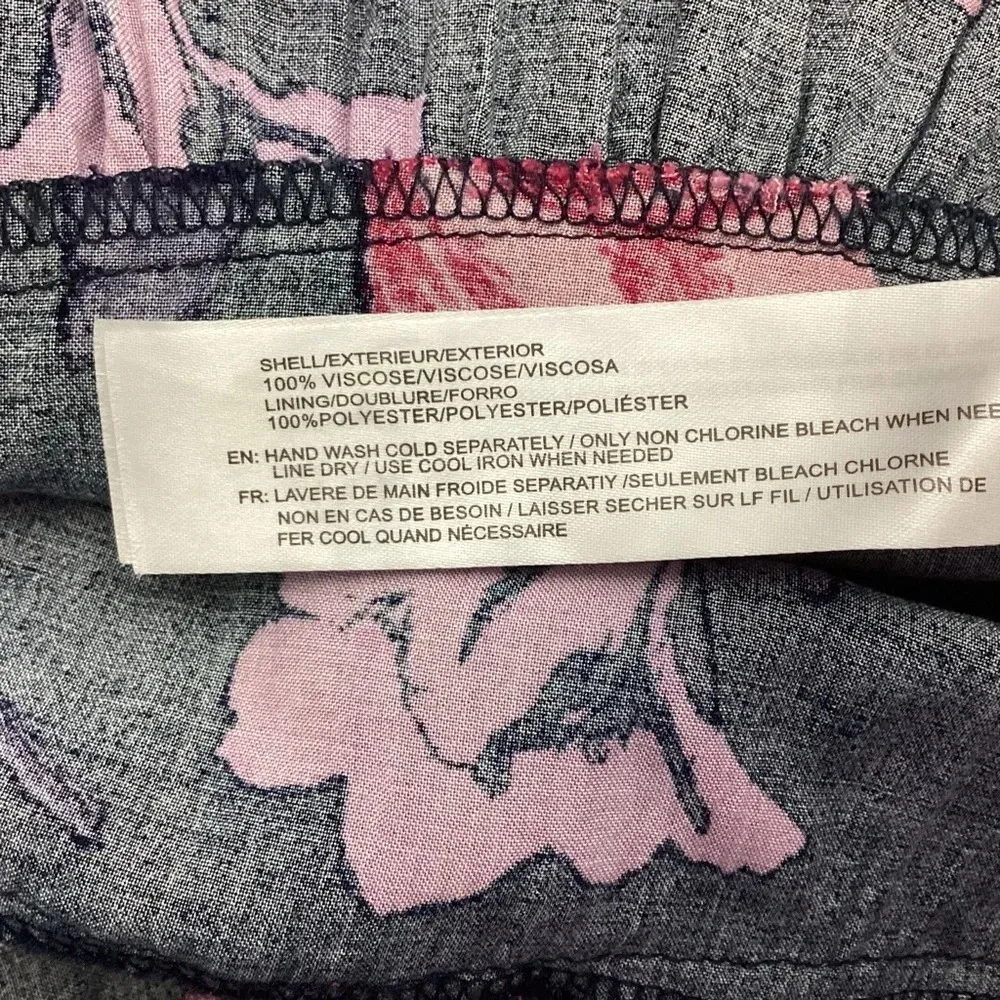 SHELL/EXTERIEUR/EXTERIOR
100% VISCOSE/VISCOSE/VISCOSA
LINING/DOUBLURE/FORRO
100%POLYESTER/POLYESTER/POLIÉSTER
EN: HAND WASH COLD SEPARATELY / ONLY NON CHLORINE BLEACH WHEN NEE
LINE DRY / USE COOL IRON WHEN NEEDED
FR: LAVERE DE MAIN FROIDE SEPARATIY /SEULEMENT BLEACH CHLORNE
NON EN CAS DE BESOIN / LAISSER SECHER SUR LF FIL / UTILISATION DE
FER COOL QUAND NÉCESSAIRE